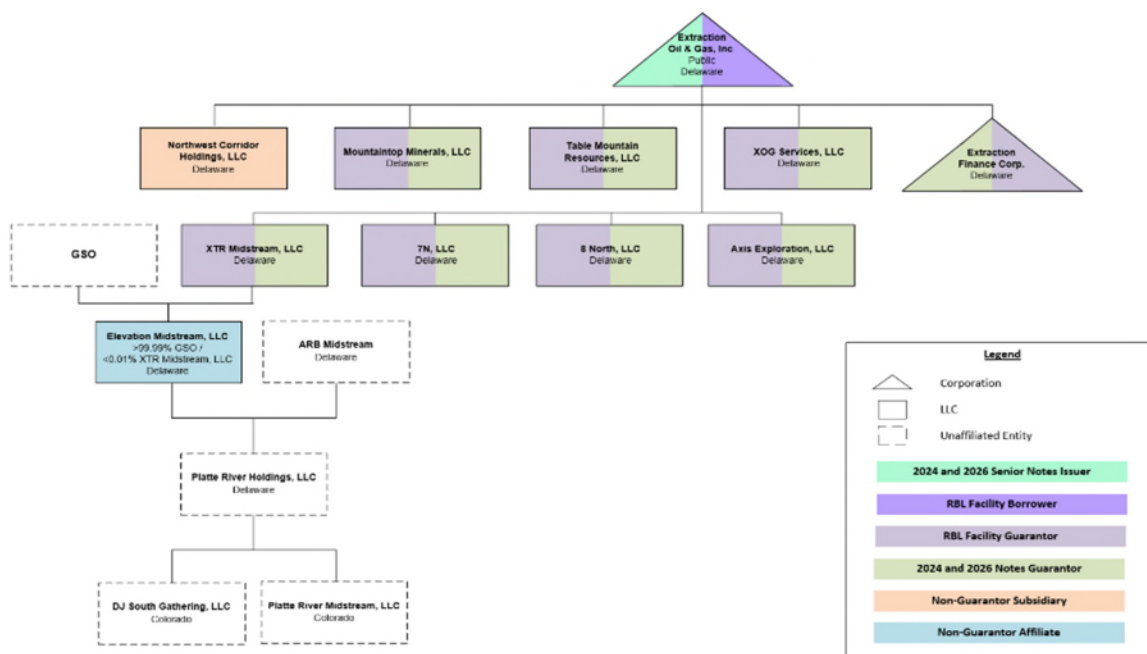 Extraction
Oil & Gas, Inc
Public
Delaware
Northwest Corridor
Holdings, LLC
Delaware
Mountaintop Minerals, LLC
Delaware
Table Mountain
Resources, LLC
Delaware
XOG Services, LLC
Delaware
Extraction
Finance Corp.
Delaware
GSO
XTR Midstream, LLC
Delaware
7N, LLC
Delaware
8 North, LLC
Delaware
Axis Exploration, LLC
Delaware
Elevation Midstream, LLC
>99.99% GSO /
<0.01% XTR Midstream, LLC
Delaware
ARB Midstream
Delaware
Platte River Holdings, LLC
Delaware
DJ South Gathering, LLC
Colorado
Platte River Midstream, LLC
Colorado
Legend
Corporation
LLC
Unaffiliated Entity
2024 and 2026 Senior Notes Issuer
RBL Facility Borrower
RBL Facility Guarantor
2024 and 2026 Notes Guarantor
Non-Guarantor Subsidiary
Non-Guarantor Affiliate